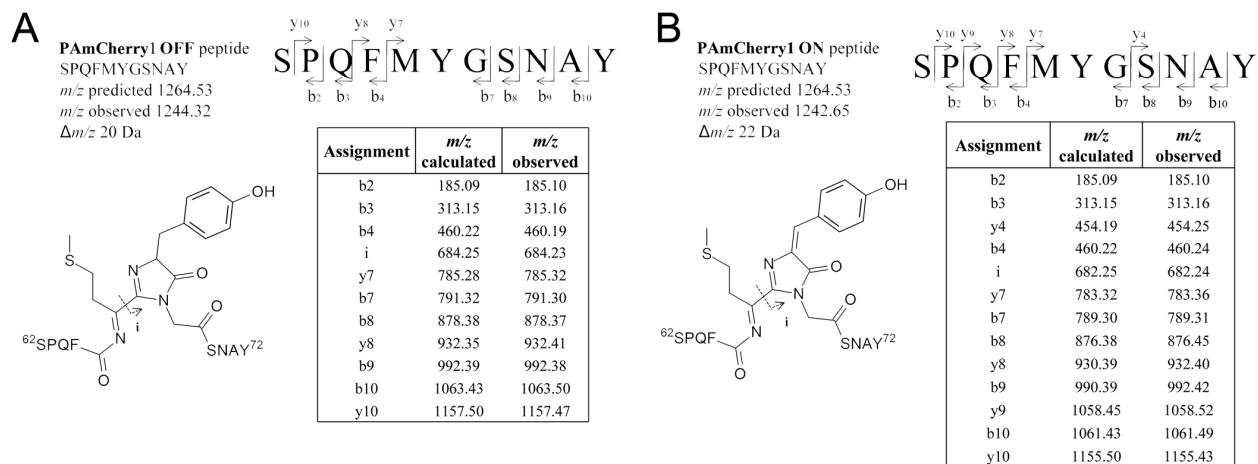 A
PAmCherry1 OFF peptide
SPQFMYGSNAY
m/z predicted 1264.53
m/z observed 1244.32
Δm/z 20 Da
y10 y8 y7
S P Q F M Y G S N A Y
b2 b3 b4 b7 b8 b9 b10
Assignment m/z calculated m/z observed
b2 185.09 185.10
b3 313.15 313.16
b4 460.22 460.19
i 684.25 684.23
y7 785.28 785.32
b7 791.32 791.30
b8 878.38 878.37
y8 932.35 932.41
b9 992.39 992.38
b10 1063.43 1063.50
y10 1157.50 1157.47
OH
S
N
O
N
i
O
N
62SPQF
SNAY72
O
B
PAmCherry1 ON peptide
SPQFMYGSNAY
m/z predicted 1264.53
m/z observed 1242.65
Δm/z 22 Da
y10 y9 y8 y7 y4
S P Q F M Y G S N A Y
b2 b3 b4 b7 b8 b9 b10
Assignment m/z calculated m/z observed
b2 185.09 185.10
b3 313.15 313.16
y4 454.19 454.25
b4 460.22 460.24
i 682.25 682.24
y7 783.32 783.36
b7 789.30 789.31
b8 876.38 876.45
y8 930.39 932.40
b9 990.39 992.42
y9 1058.45 1058.52
b10 1061.43 1061.49
y10 1155.50 1155.43
OH
S
N
O
N
i
O
N
62SPQF
SNAY72
O